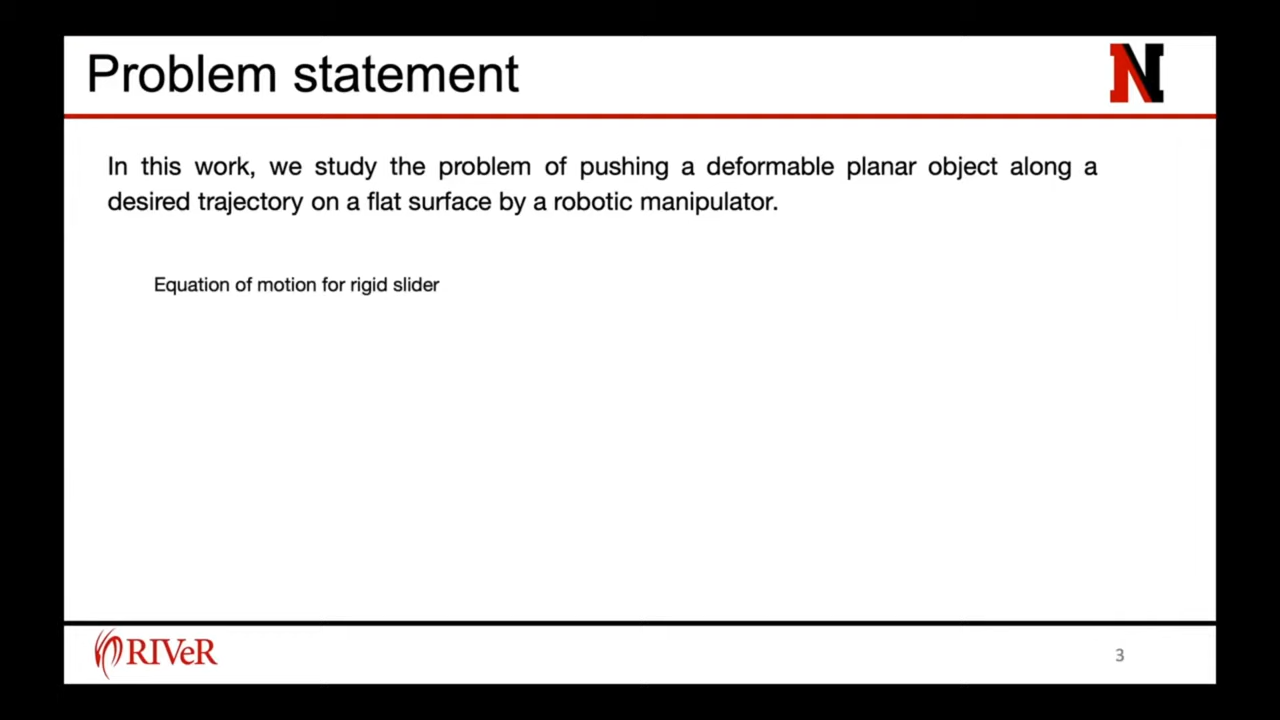 Problem statement
N
In this work, we study the problem of pushing a deformable planar object along a
desired trajectory on a flat surface by a robotic manipulator.
Equation of motion for rigid slider
RIVeR
3